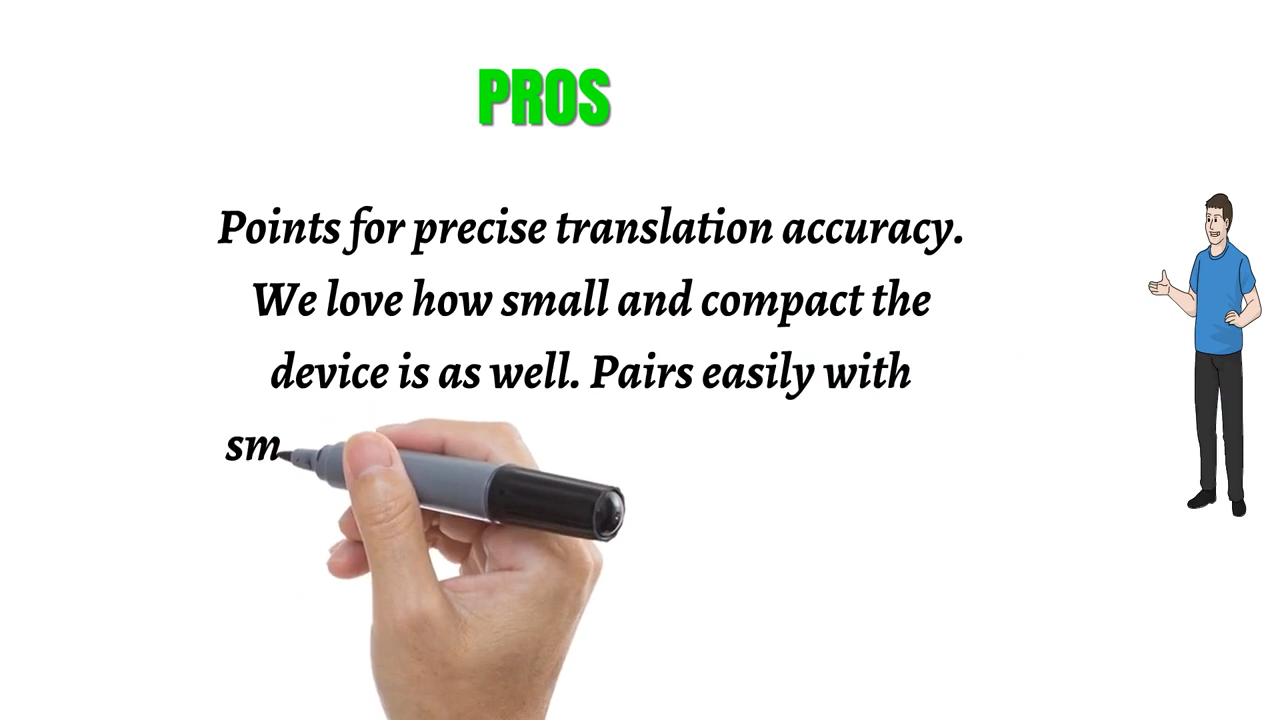 PROS
Points for precise translation accuracy.
We love how small and compact the
device is as well. Pairs easily with
sm